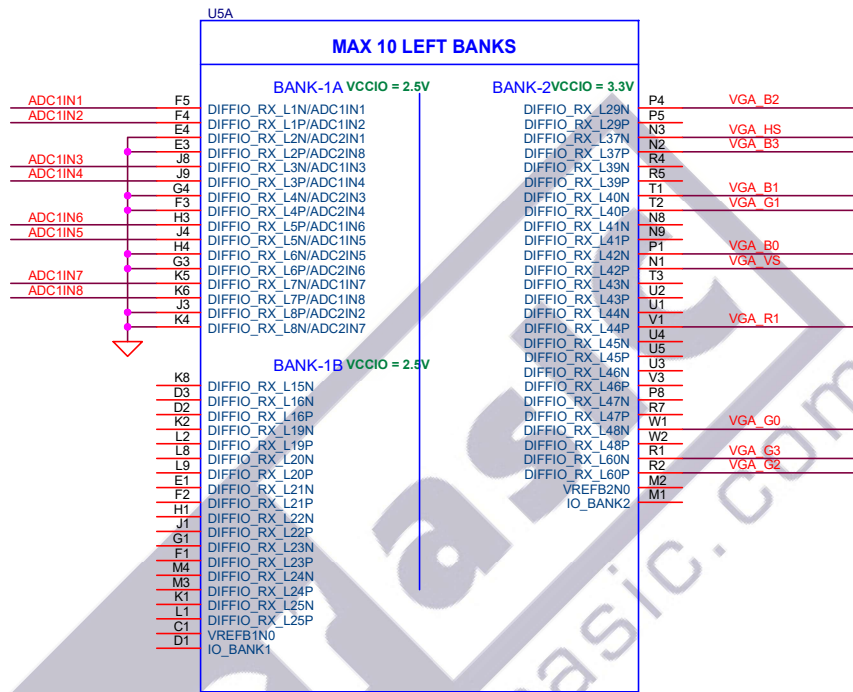 U5A
MAX 10 LEFT BANKS
BANK-1A VCCIO = 2.5V
ADC1IN1 F5 DIFFIO_RX_L1N/ADC1IN1
ADC1IN2 F4 DIFFIO_RX_L1P/ADC1IN2
E4 DIFFIO_RX_L2N/ADC2IN1
E3 DIFFIO_RX_L2P/ADC2IN8
ADC1IN3 J8 DIFFIO_RX_L3N/ADC1IN3
ADC1IN4 J9 DIFFIO_RX_L3P/ADC1IN4
G4 DIFFIO_RX_L4N/ADC2IN3
F3 DIFFIO_RX_L4P/ADC2IN4
ADC1IN6 H3 DIFFIO_RX_L5P/ADC1IN6
ADC1IN5 J4 DIFFIO_RX_L5N/ADC1IN5
H4 DIFFIO_RX_L6N/ADC2IN5
G3 DIFFIO_RX_L6P/ADC2IN6
ADC1IN7 K5 DIFFIO_RX_L7N/ADC1IN7
ADC1IN8 K6 DIFFIO_RX_L7P/ADC1IN8
J3 DIFFIO_RX_L8P/ADC2IN2
K4 DIFFIO_RX_L8N/ADC2IN7
BANK-1B VCCIO = 2.5V
K8 DIFFIO_RX_L15N
D3 DIFFIO_RX_L16N
D2 DIFFIO_RX_L16P
K2 DIFFIO_RX_L19N
L2 DIFFIO_RX_L19P
L8 DIFFIO_RX_L20N
L9 DIFFIO_RX_L20P
E1 DIFFIO_RX_L21N
F2 DIFFIO_RX_L21P
H1 DIFFIO_RX_L22N
J1 DIFFIO_RX_L22P
G1 DIFFIO_RX_L23N
F1 DIFFIO_RX_L23P
M4 DIFFIO_RX_L24N
M3 DIFFIO_RX_L24P
K1 DIFFIO_RX_L25N
L1 DIFFIO_RX_L25P
C1 VREFB1N0
D1 IO_BANK1
BANK-2 VCCIO = 3.3V
DIFFIO_RX_L29N P4 VGA_B2
DIFFIO_RX_L29P P5
DIFFIO_RX_L37N N3 VGA_HS
DIFFIO_RX_L37P N2 VGA_B3
DIFFIO_RX_L39N R4
DIFFIO_RX_L39P R5
DIFFIO_RX_L40N T1 VGA_B1
DIFFIO_RX_L40P T2 VGA_G1
DIFFIO_RX_L41N N8
DIFFIO_RX_L41P N9
DIFFIO_RX_L42N P1 VGA_B0
DIFFIO_RX_L42P N1 VGA_VS
DIFFIO_RX_L43N T3
DIFFIO_RX_L43P U2
DIFFIO_RX_L44N U1
DIFFIO_RX_L44P V1 VGA_R1
DIFFIO_RX_L45N U4
DIFFIO_RX_L45P U5
DIFFIO_RX_L46N U3
DIFFIO_RX_L46P V3
DIFFIO_RX_L47N P8
DIFFIO_RX_L47P R7
DIFFIO_RX_L48N W1 VGA_G0
DIFFIO_RX_L48P W2
DIFFIO_RX_L60N R1 VGA_G3
DIFFIO_RX_L60P R2 VGA_G2
VREFB2N0 M2
IO_BANK2 M1
asic
asic.com